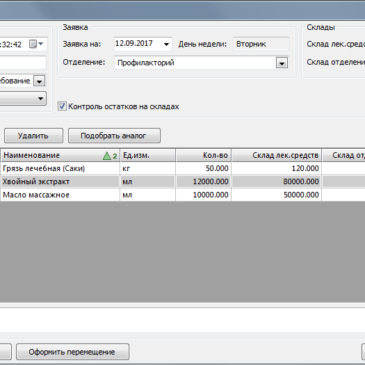 Заявка
Склады
:32:42
Заявка на: 12.09.2017 День недели: Вторник
Склад лек.средс
Отделение: Профилакторий
Склад отделени
ебование
Контроль остатков на складах
Удалить Подобрать аналог
Наименование 2 Ед.изм. Кол-во Склад лек.средств Склад от
Грязь лечебная (Саки) кг 50.000 120.000
Хвойный экстракт мл 12000.000 80000.000
Масло массажное мл 10000.000 50000.000
Оформить перемещение